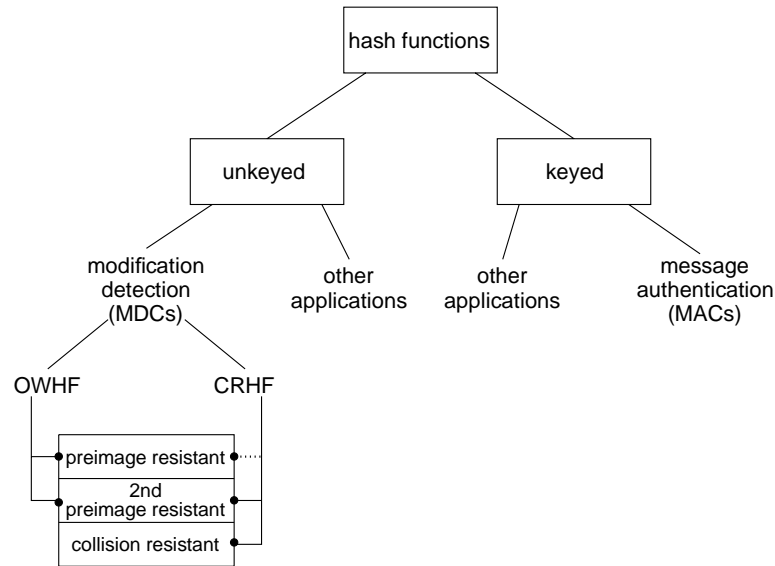 hash functions
unkeyed
keyed
modification
detection
(MDCs)
other
applications
other
applications
message
authentication
(MACs)
OWHF
CRHF
preimage resistant
2nd
preimage resistant
collision resistant